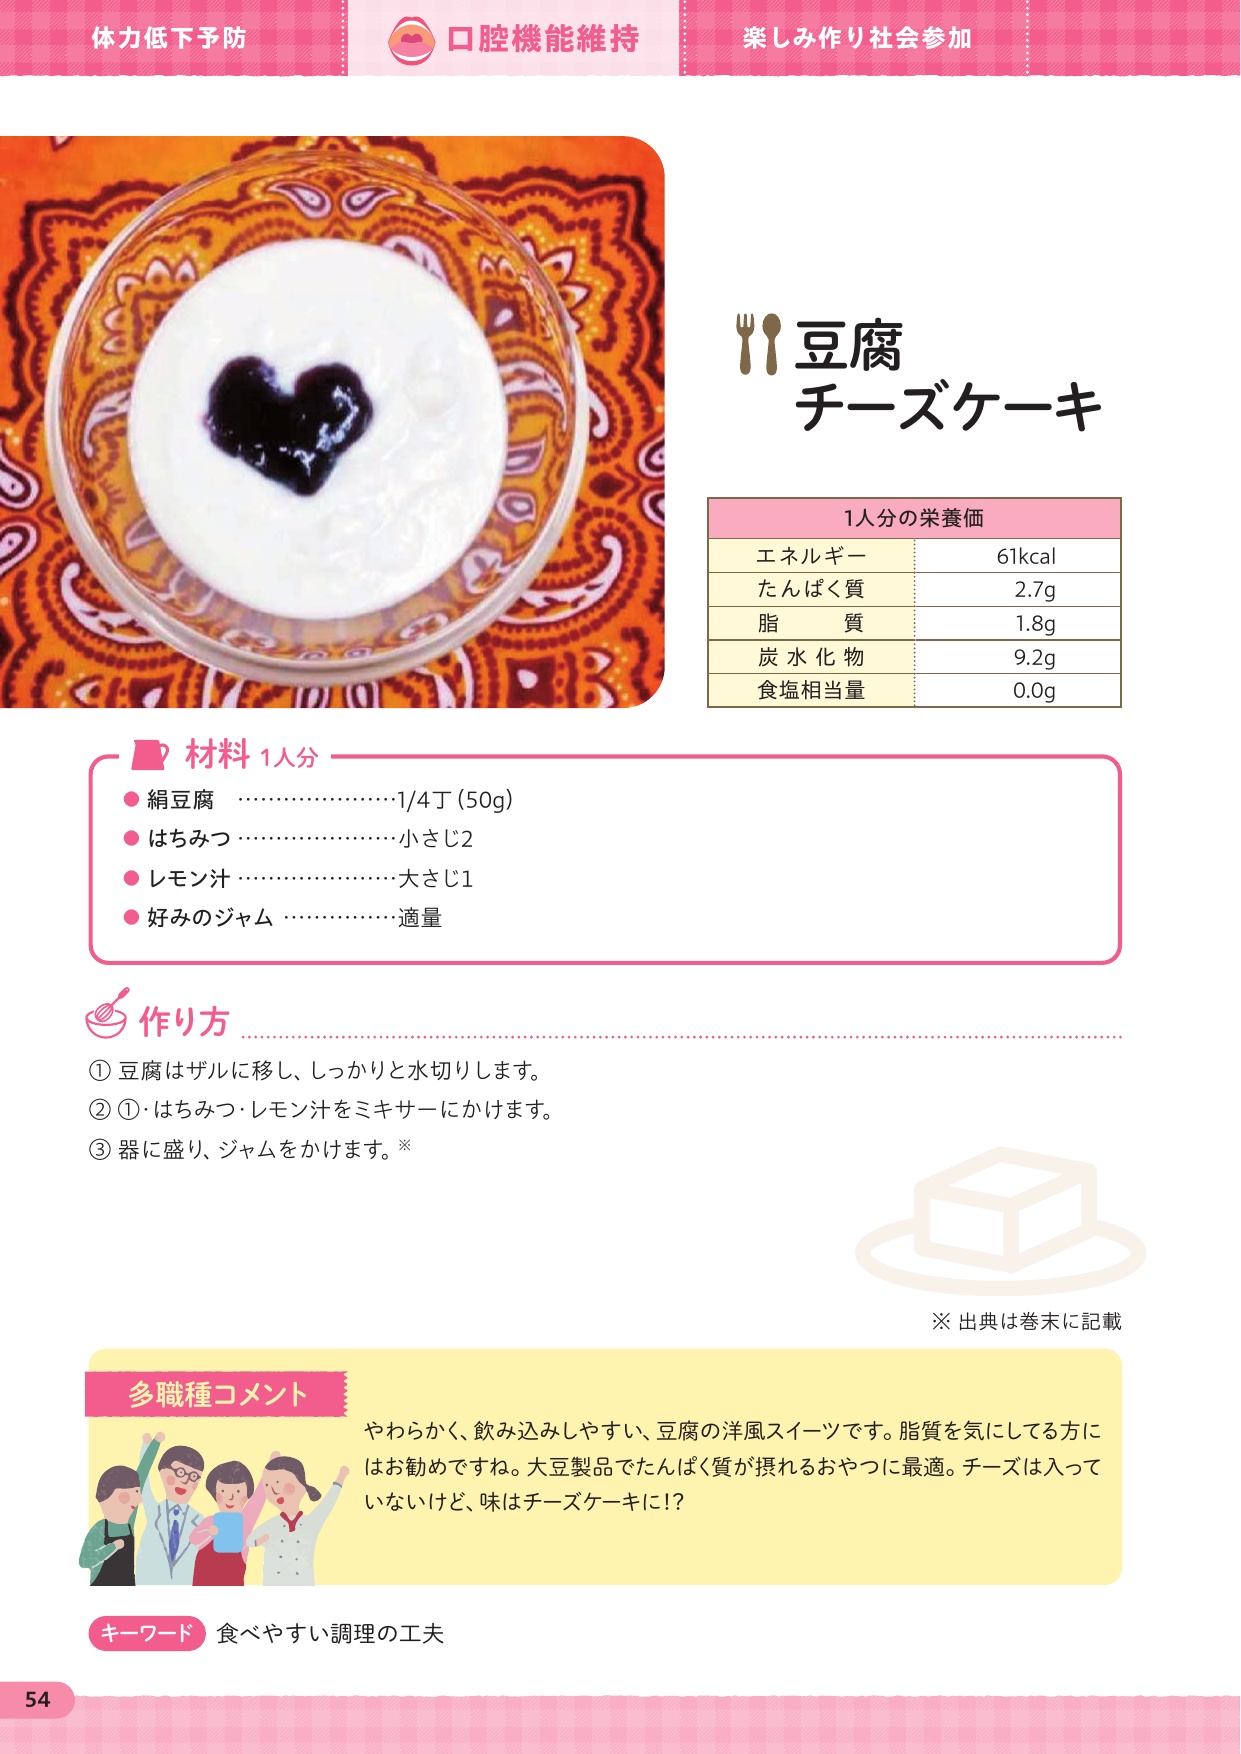 体力低下予防
口腔機能維持
楽しみ作り社会参加
豆腐
チーズケーキ
1人分の栄養価
エネルギー 61kcal
たんぱく質 2.7g
脂質 1.8g
炭水化物 9.2g
食塩相当量 0.0g
材料 1人分
● 絹豆腐 …………………1/4丁(50g)
● はちみつ …………………小さじ2
● レモン汁 …………………大さじ1
● 好みのジャム ……………適量
作り方
① 豆腐はザルに移し、しっかりと水切りします。
② ①・はちみつ・レモン汁をミキサーにかけます。
③ 器に盛り、ジャムをかけます。※
※ 出典は巻末に記載
多職種コメント
やわらかく、飲み込みしやすい、豆腐の洋風スイーツです。脂質を気にしてる方に
はお勧めですね。大豆製品でたんぱく質が摂れるおやつに最適。チーズは入って
いないけど、味はチーズケーキに!?
キーワード 食べやすい調理の工夫
54